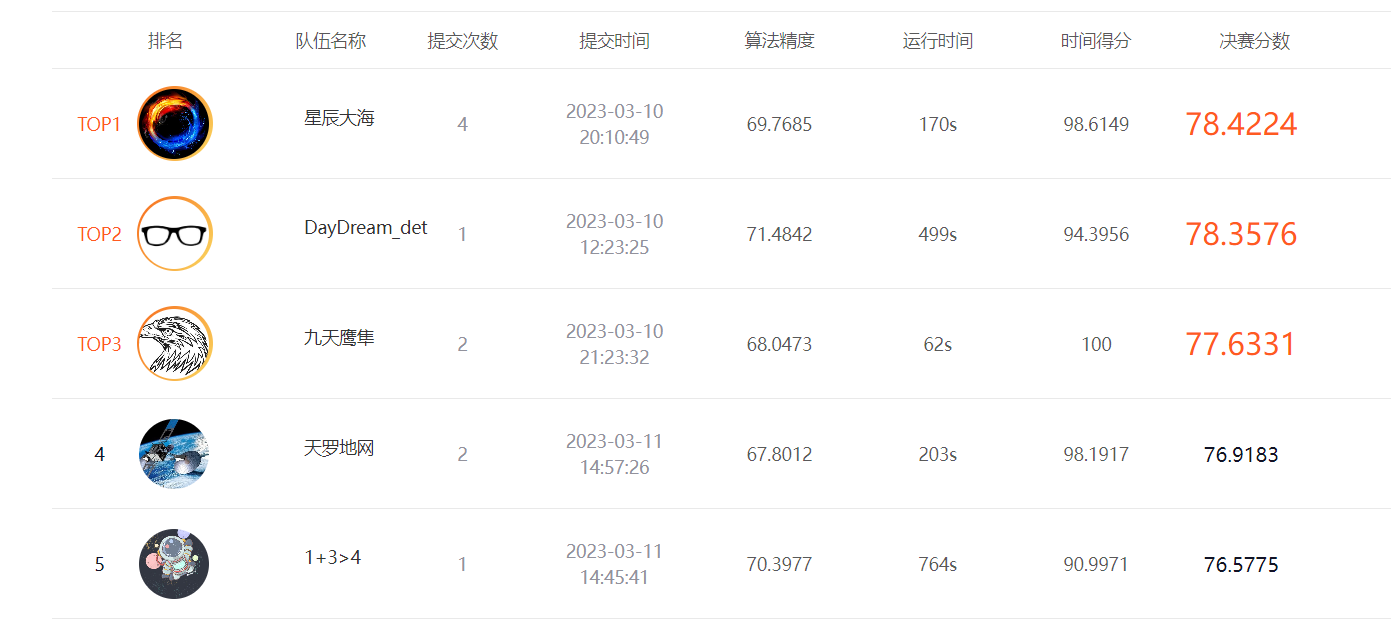 排名 队伍名称 提交次数 提交时间 算法精度 运行时间 时间得分 决赛分数
TOP1 星辰大海 4 2023-03-10 20:10:49 69.7685 170s 98.6149 78.4224
TOP2 DayDream_det 1 2023-03-10 12:23:25 71.4842 499s 94.3956 78.3576
TOP3 九天鹰隼 2 2023-03-10 21:23:32 68.0473 62s 100 77.6331
4 天罗地网 2 2023-03-11 14:57:26 67.8012 203s 98.1917 76.9183
5 1+3>4 1 2023-03-11 14:45:41 70.3977 764s 90.9971 76.5775